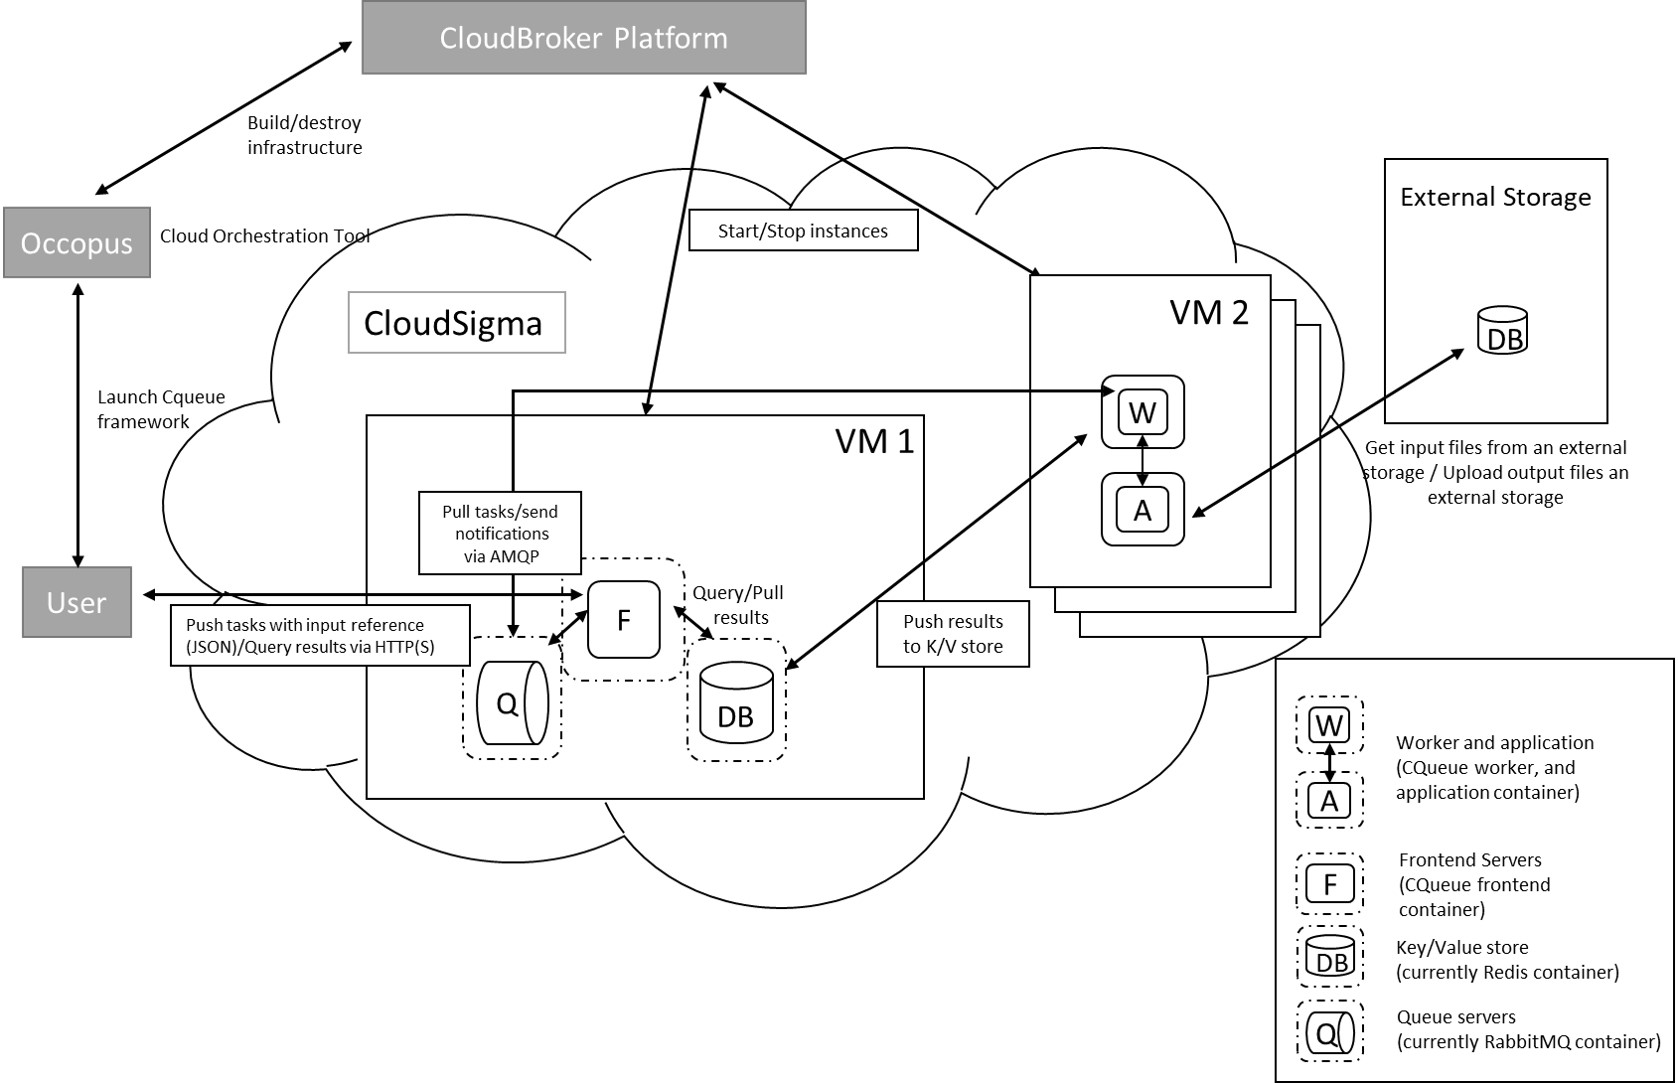 CloudBroker Platform
Build/destroy
infrastructure
Occopus
Cloud Orchestration Tool
Start/Stop instances
External Storage
DB
CloudSigma
VM 2
W
A
Launch Cqueue
framework
VM 1
Get input files from an external
storage / Upload output files an
external storage
Pull tasks/send
notifications
via AMQP
User
Push tasks with input reference
(JSON)/Query results via HTTP(S)
F
Query/Pull
results
Push results
to K/V store
Q
DB
W
A
Worker and application
(CQueue worker, and
application container)
F
Frontend Servers
(CQueue frontend
container)
DB
Key/Value store
(currently Redis container)
Q
Queue servers
(currently RabbitMQ container)